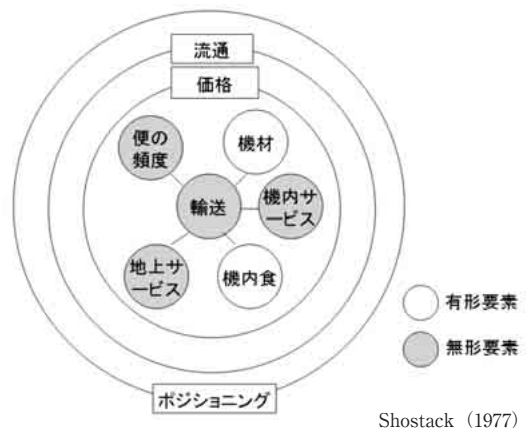 流通
価格
便の
頻度
機材
輸送
機内サ
ービス
地上サ
ービス
機内食
有形要素
無形要素
ポジショニング
Shostack（1977）